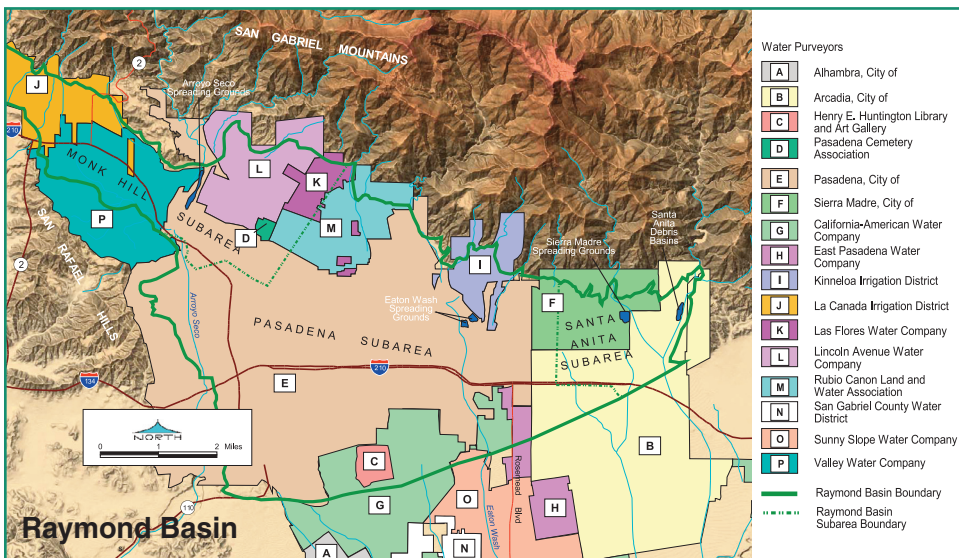 SAN GABRIEL MOUNTAINS
2
Arroyo Seco
Spreading Grounds
J
210
MONK HILL
L
K
P
SUBAREA
D
M
SAN RAFAEL
HILLS
2
I
Santa
Anita
Debris
Basins
Sierra Madre
Spreading Grounds
Eaton Wash
Spreading
Grounds
F
SANTA
ANITA
SUBAREA
Arroyo Seco
PASADENA SUBAREA
210
134
E
NORTH
0 1 2 Miles
B
C
Rosemead
Blvd
G
O
H
110
Eaton Wash
N
A
Raymond Basin
Water Purveyors
A Alhambra, City of
B Arcadia, City of
C Henry E. Huntington Library
and Art Gallery
D Pasadena Cemetery
Association
E Pasadena, City of
F Sierra Madre, City of
G California-American Water
Company
H East Pasadena Water
Company
I Kinneloa Irrigation District
J La Canada Irrigation District
K Las Flores Water Company
L Lincoln Avenue Water
Company
M Rubio Canon Land and
Water Association
N San Gabriel County Water
District
O Sunny Slope Water Company
P Valley Water Company
Raymond Basin Boundary
Raymond Basin
Subarea Boundary